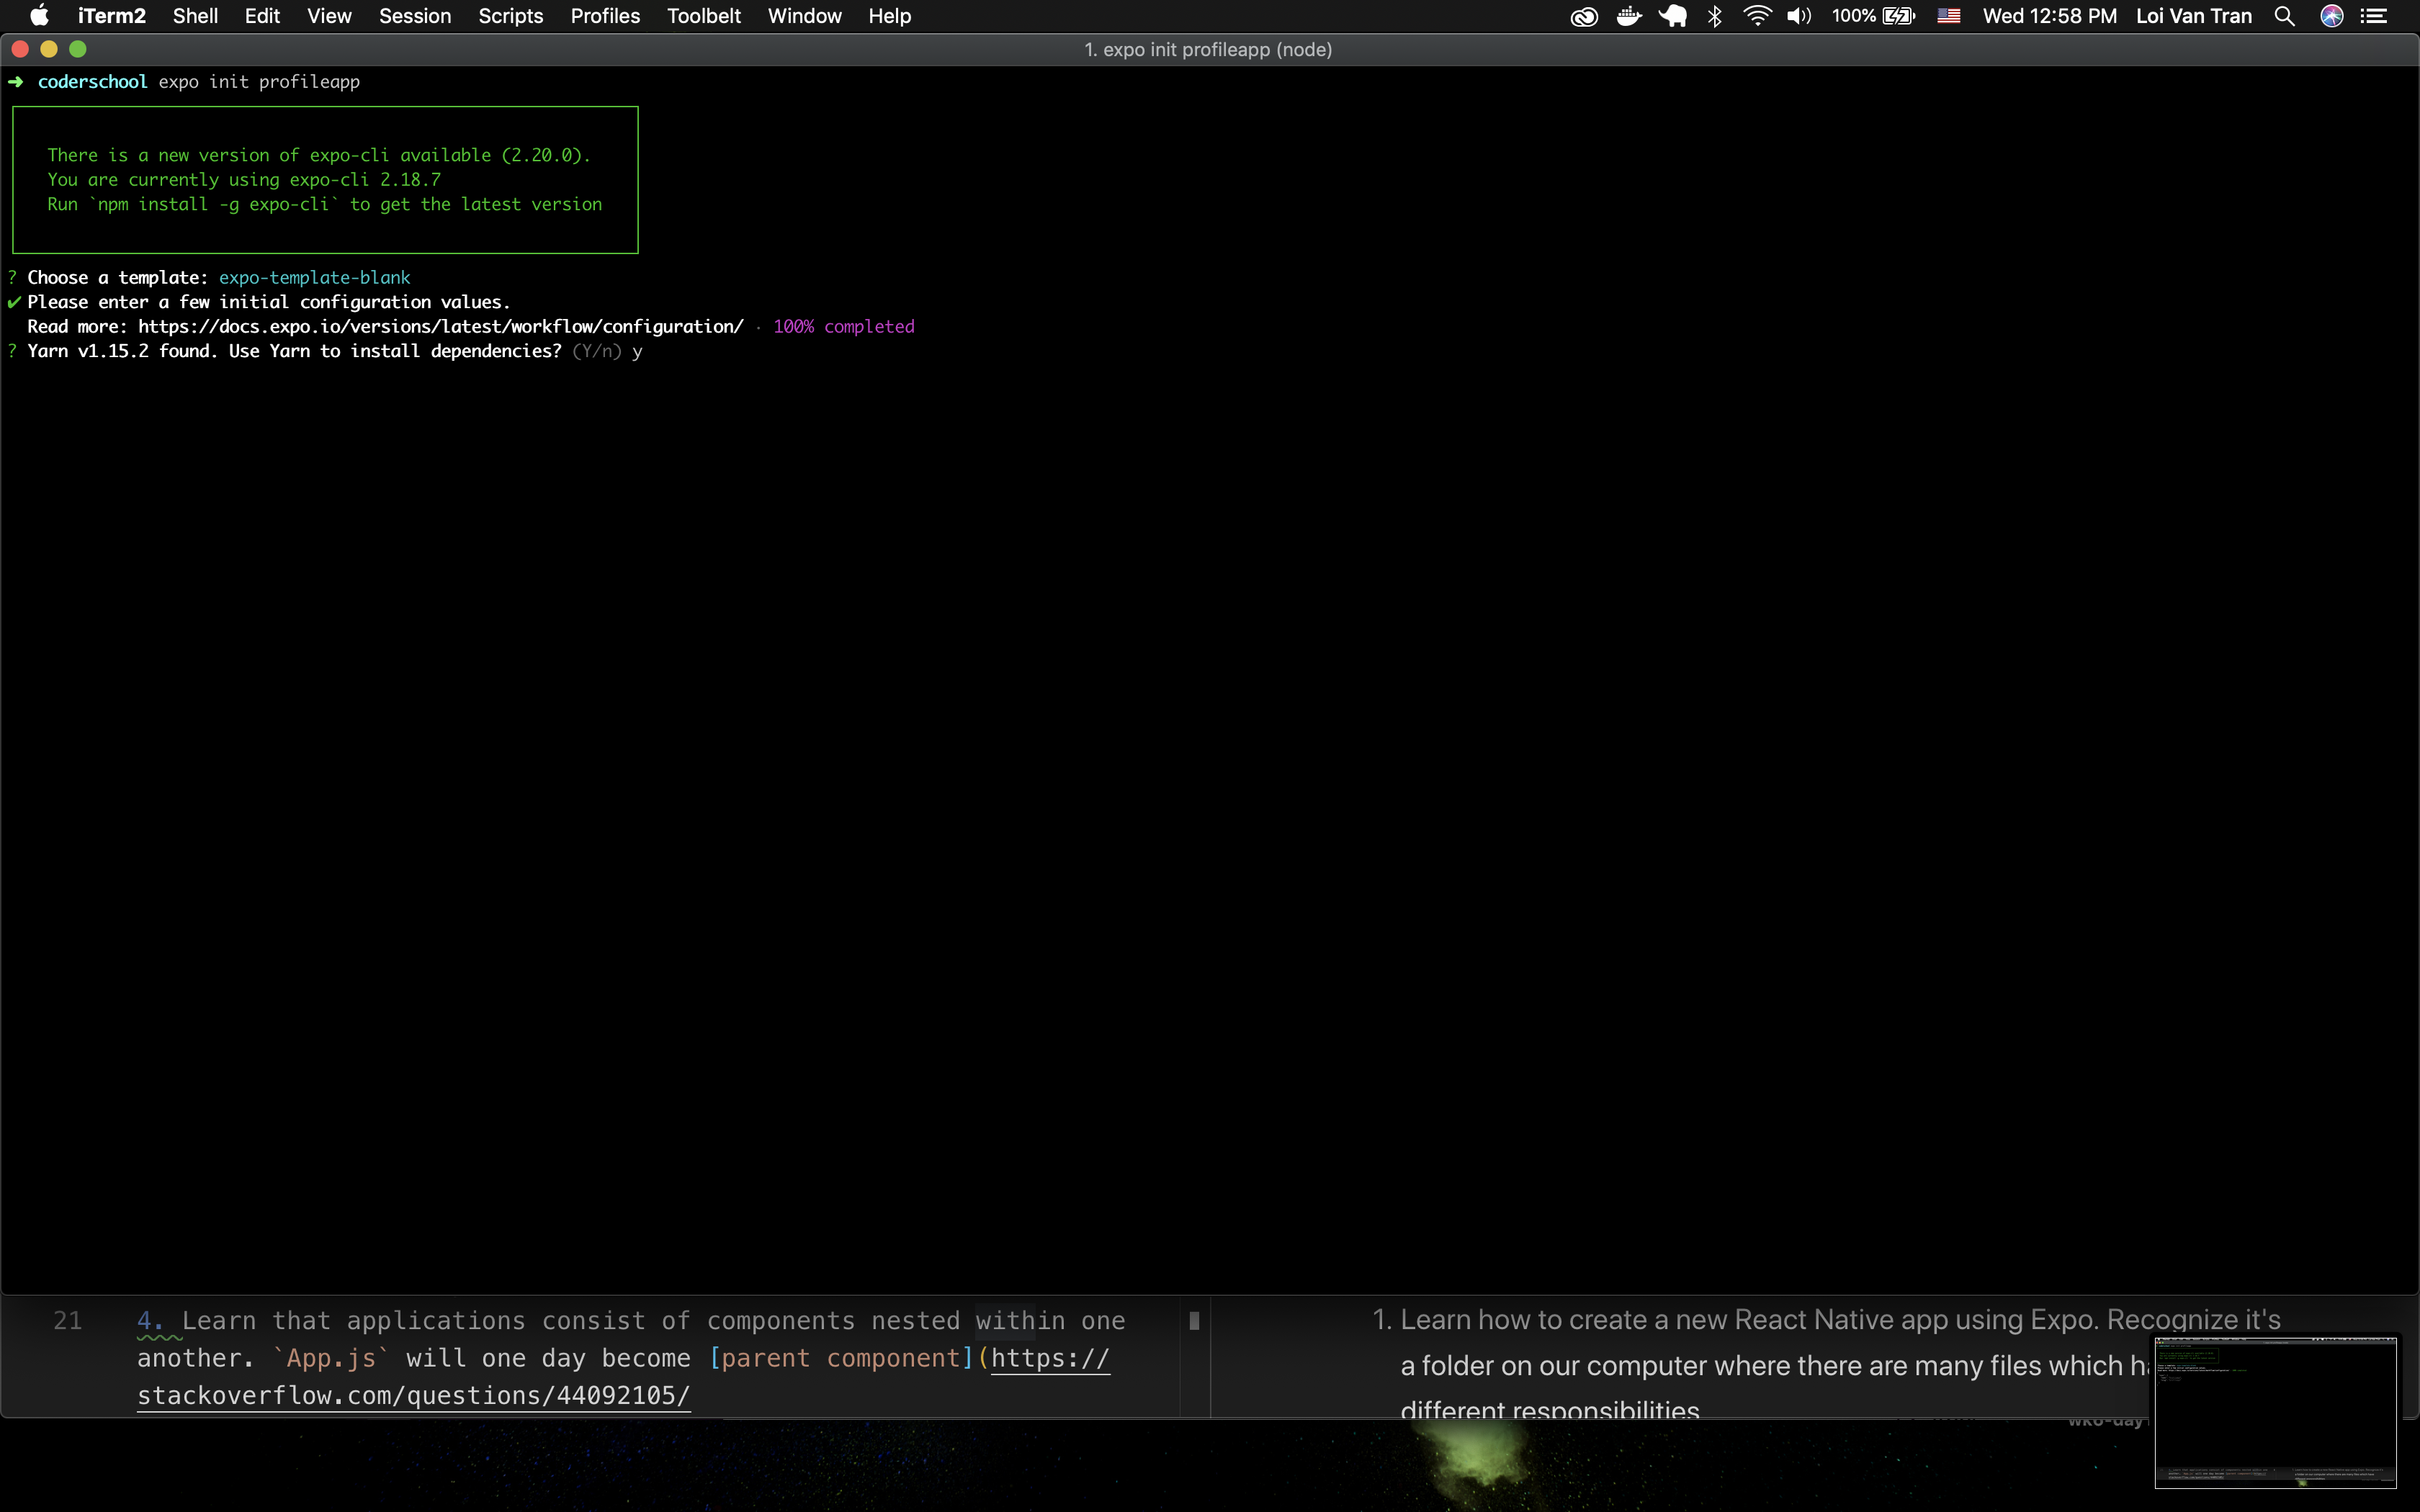 iTerm2 Shell Edit View Session Scripts Profiles Toolbelt Window Help 100% Wed 12:58 PM Loi Van Tran
1. expo init profileapp (node)
➜ coderschool expo init profileapp
There is a new version of expo-cli available (2.20.0).
You are currently using expo-cli 2.18.7
Run `npm install -g expo-cli` to get the latest version
? Choose a template: expo-template-blank
✔ Please enter a few initial configuration values.
Read more: https://docs.expo.io/versions/latest/workflow/configuration/ · 100% completed
? Yarn v1.15.2 found. Use Yarn to install dependencies? (Y/n) y
21 4. Learn that applications consist of components nested within one
another. `App.js` will one day become [parent component](https://
stackoverflow.com/questions/44092105/
1. Learn how to create a new React Native app using Expo. Recognize it's
a folder on our computer where there are many files which ha
different responsibilities